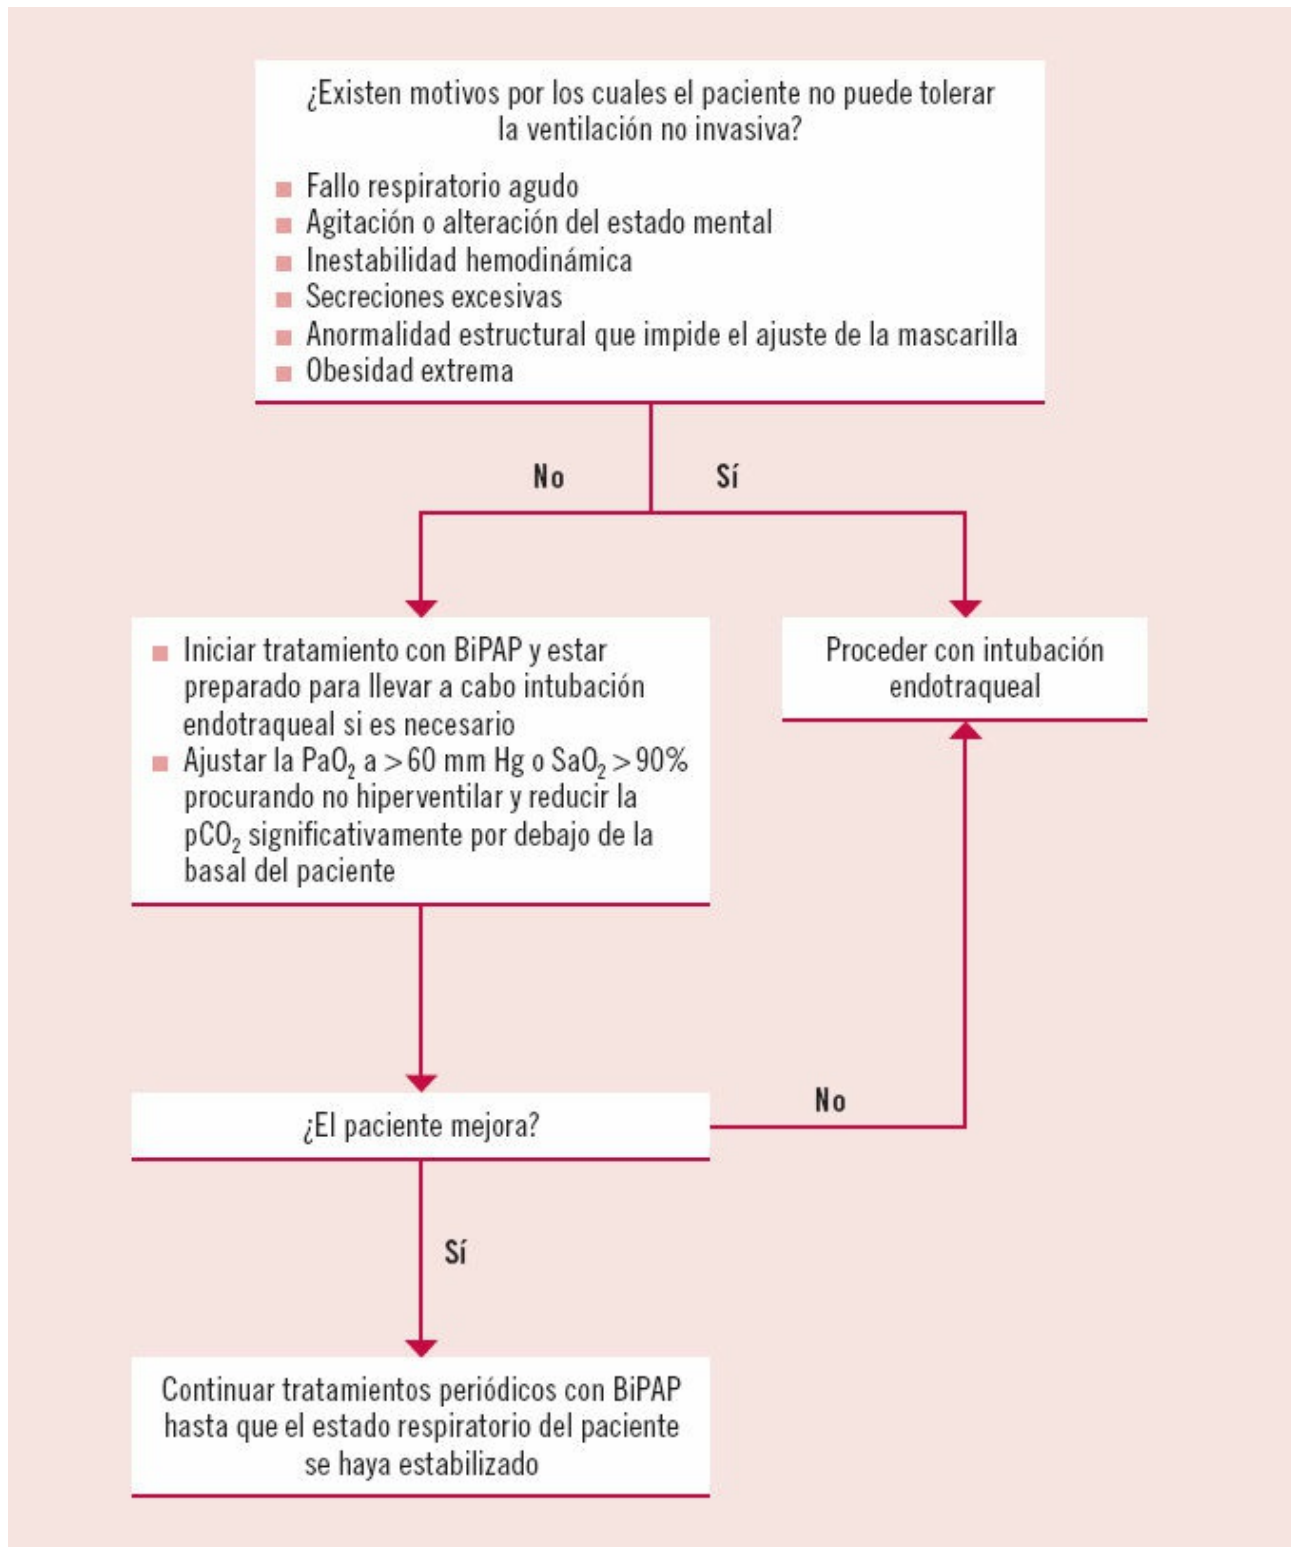 ¿Existen motivos por los cuales el paciente no puede tolerar
la ventilación no invasiva?
■ Fallo respiratorio agudo
■ Agitación o alteración del estado mental
■ Inestabilidad hemodinámica
■ Secreciones excesivas
■ Anormalidad estructural que impide el ajuste de la mascarilla
■ Obesidad extrema
No
Sí
■ Iniciar tratamiento con BiPAP y estar
preparado para llevar a cabo intubación
endotraqueal si es necesario
■ Ajustar la PaO₂ a >60 mm Hg o SaO₂ >90%
procurando no hiperventilar y reducir la
pCO₂ significativamente por debajo de la
basal del paciente
Proceder con intubación
endotraqueal
¿El paciente mejora?
No
Sí
Continuar tratamientos periódicos con BiPAP
hasta que el estado respiratorio del paciente
se haya estabilizado